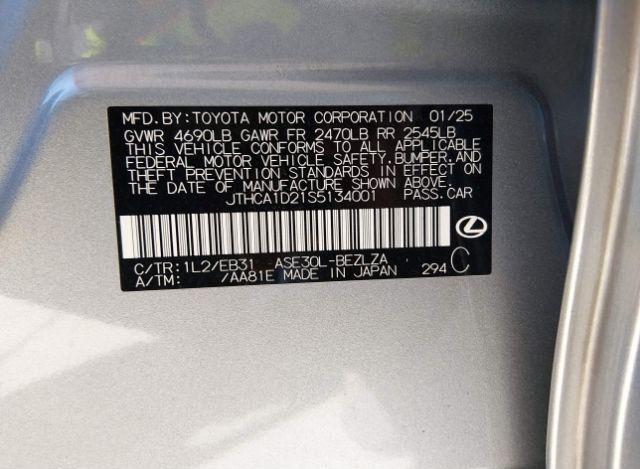 MFD. BY: TOYOTA MOTOR CORPORATION 01/25
GVWR 4690LB GAWR FR 2470LB RR 2545LB
THIS VEHICLE CONFORMS TO ALL APPLICABLE
FEDERAL MOTOR VEHICLE SAFETY, BUMPER, AND
THEFT PREVENTION STANDARDS IN EFFECT ON
THE DATE OF MANUFACTURE SHOWN ABOVE.
JTHCA1D21S5134001 PASS. CAR
C/TR: 1L2/EB31 ASE30L-BEZLZA
A/TM: /AA81E MADE IN JAPAN 294 C